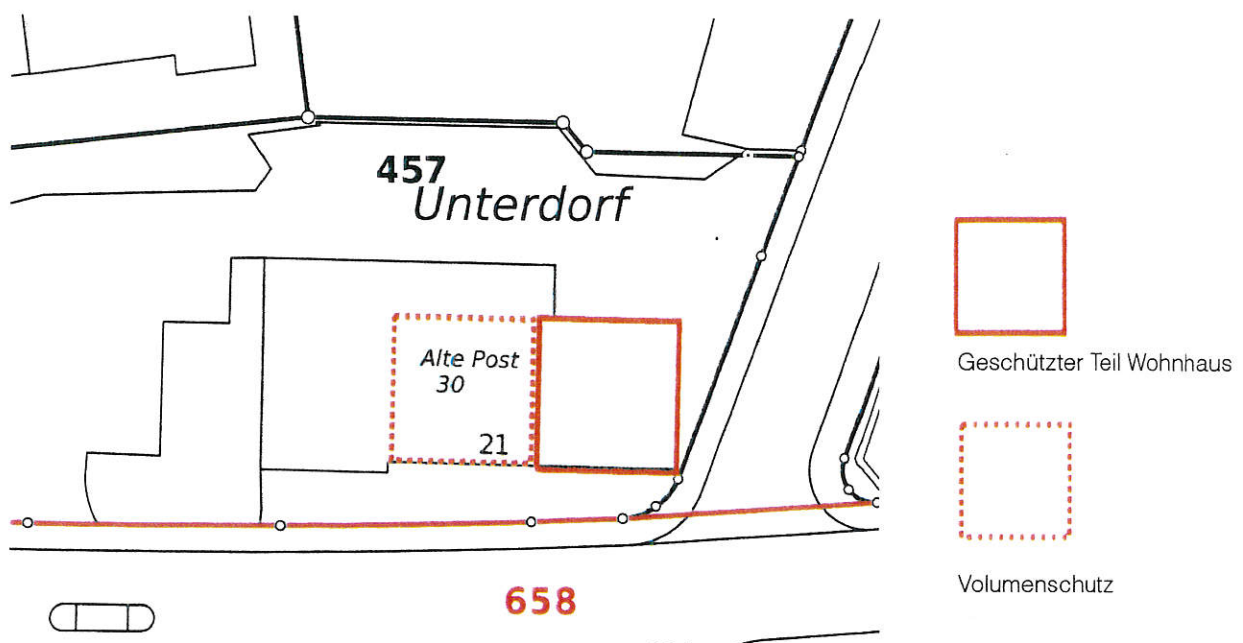 457
Unterdorf
Alte Post
30
21
658
Geschützter Teil Wohnhaus
Volumenschutz